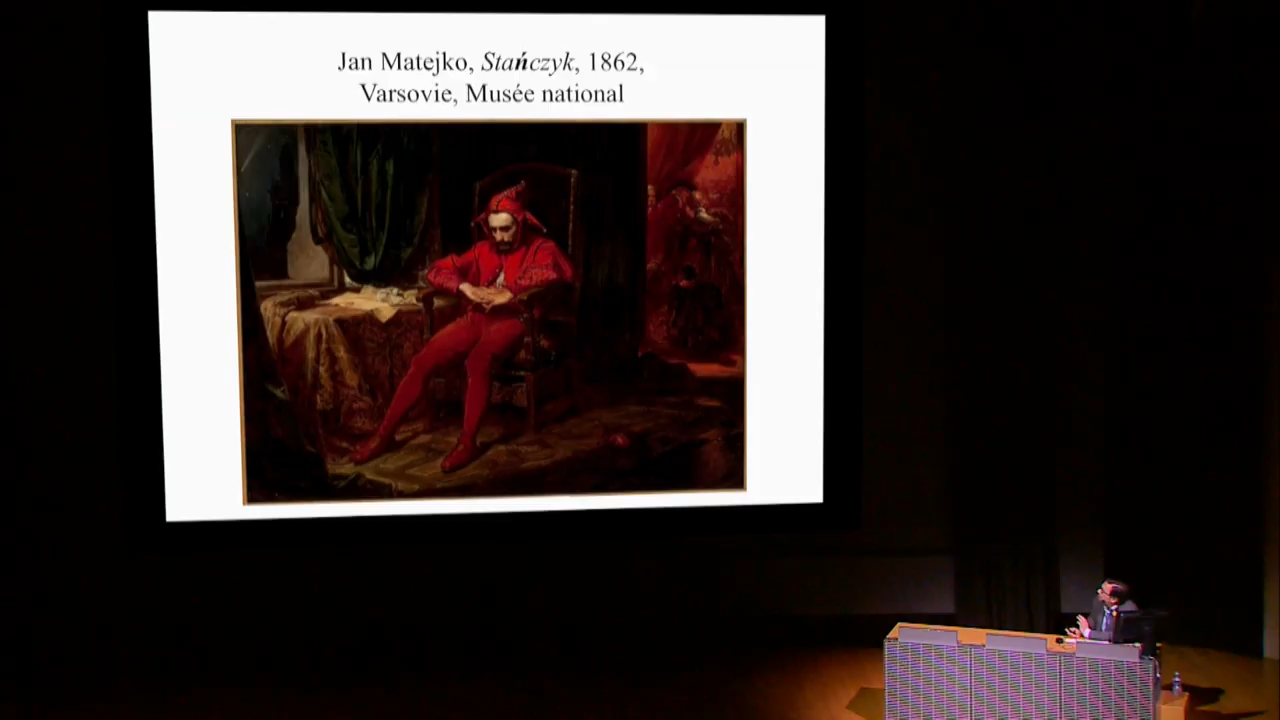 Jan Matejko, Stańczyk, 1862,
Varsovie, Musée national